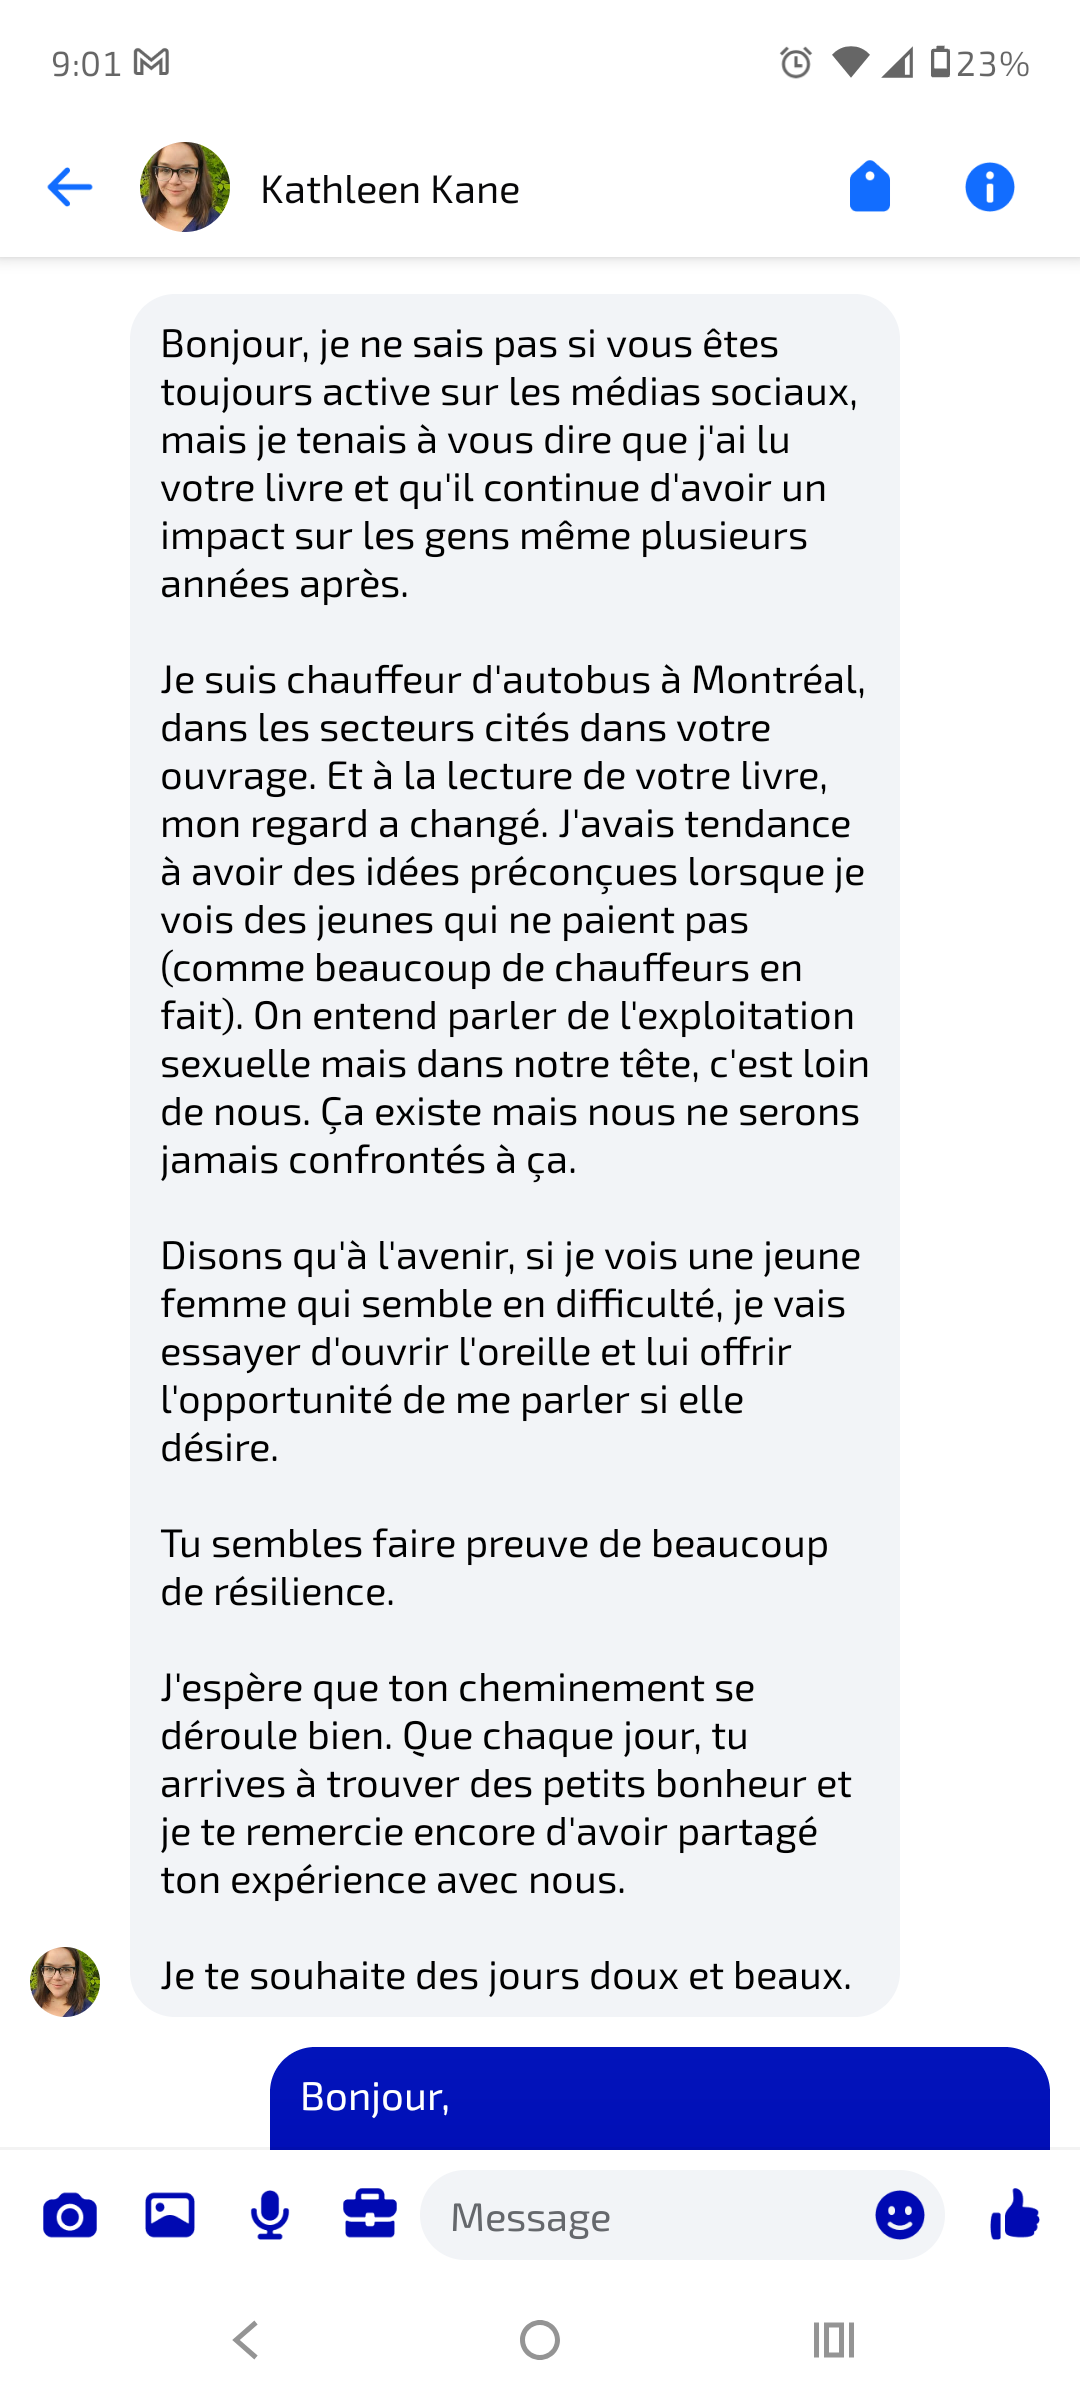 9:01
23%
Kathleen Kane
Bonjour, je ne sais pas si vous êtes
toujours active sur les médias sociaux,
mais je tenais à vous dire que j'ai lu
votre livre et qu'il continue d'avoir un
impact sur les gens même plusieurs
années après.
Je suis chauffeur d'autobus à Montréal,
dans les secteurs cités dans votre
ouvrage. Et à la lecture de votre livre,
mon regard a changé. J'avais tendance
à avoir des idées préconçues lorsque je
vois des jeunes qui ne paient pas
(comme beaucoup de chauffeurs en
fait). On entend parler de l'exploitation
sexuelle mais dans notre tête, c'est loin
de nous. Ça existe mais nous ne serons
jamais confrontés à ça.
Disons qu'à l'avenir, si je vois une jeune
femme qui semble en difficulté, je vais
essayer d'ouvrir l'oreille et lui offrir
l'opportunité de me parler si elle
désire.
Tu sembles faire preuve de beaucoup
de résilience.
J'espère que ton cheminement se
déroule bien. Que chaque jour, tu
arrives à trouver des petits bonheur et
je te remercie encore d'avoir partagé
ton expérience avec nous.
Je te souhaite des jours doux et beaux.
Bonjour,
Message